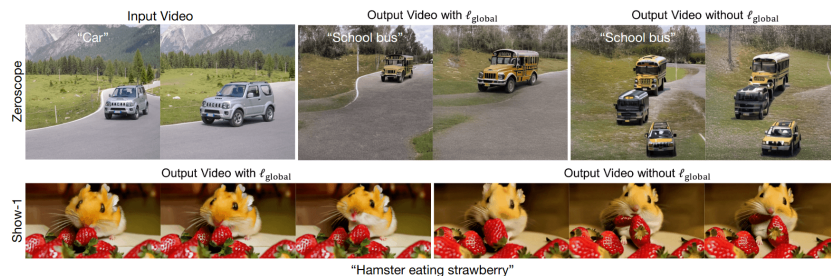 Input Video
Output Video with ℓglobal
Output Video without ℓglobal
Zeroscope
"Car"
"School bus"
"School bus"
Output Video with ℓglobal
Output Video without ℓglobal
Show-1
"Hamster eating strawberry"